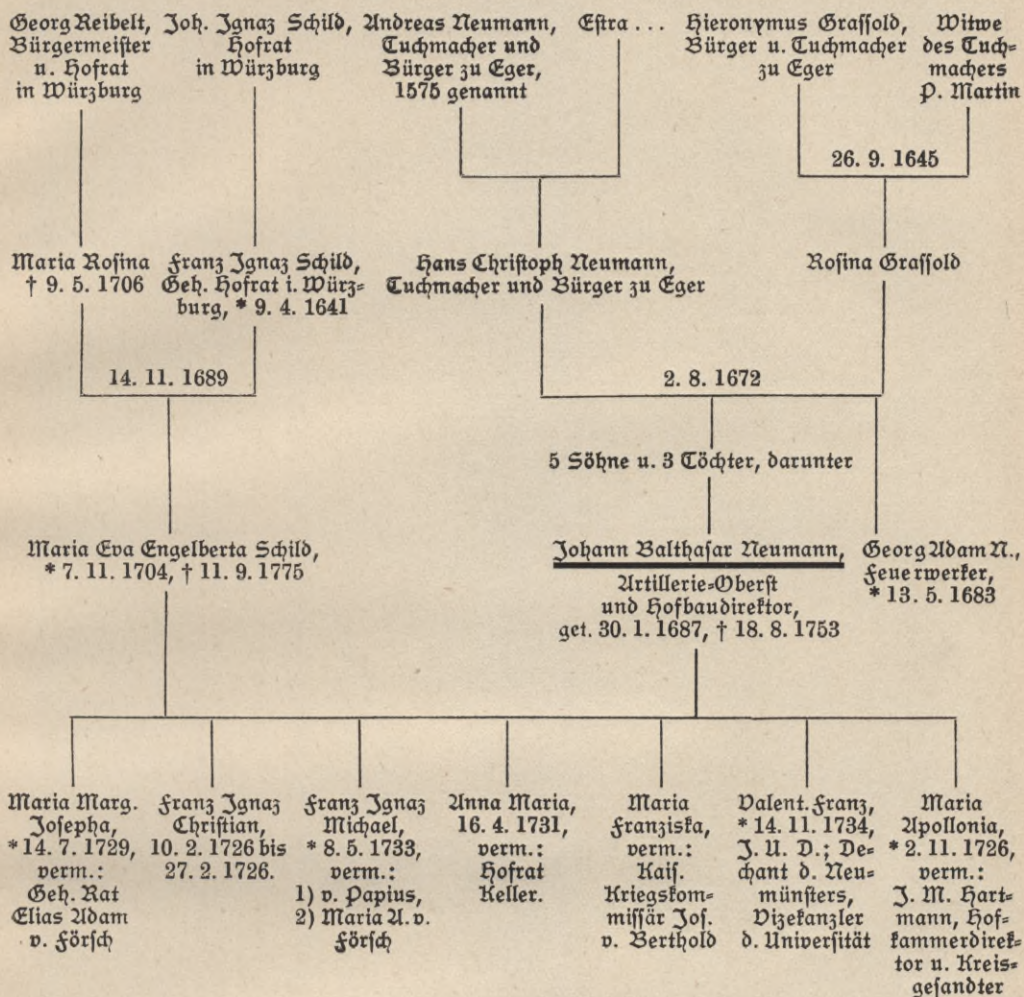 Georg Reibelt,
Bürgermeister
u. Hofrat
in Würzburg
Joh. Ignaz Schild,
Hofrat
in Würzburg
Andreas Neumann,
Tuchmacher und
Bürger zu Eger,
1575 genannt
Estra ...
Hieronymus Grassold,
Bürger u. Tuchmacher
zu Eger
Witwe
des Tuch-
machers
P. Martin
26. 9. 1645
Maria Rosina
† 9. 5. 1706
Franz Ignaz Schild,
Geh. Hofrat i. Würz-
burg, * 9. 4. 1641
Hans Christoph Neumann,
Tuchmacher und Bürger zu Eger
Rosina Grassold
14. 11. 1689
2. 8. 1672
5 Söhne u. 3 Töchter, darunter
Maria Eva Engelberta Schild,
* 7. 11. 1704, † 11. 9. 1775
Johann Balthasar Neumann,
Artillerie-Oberst
und Hofbaudirektor,
get. 30. 1. 1687, † 18. 8. 1753
Georg Adam N.,
Feuerwerker,
* 13. 5. 1683
Maria Marg.
Josepha,
* 14. 7. 1729,
verm.:
Geh. Rat
Elias Adam
v. Försch
Franz Ignaz
Christian,
10. 2. 1726 bis
27. 2. 1726.
Franz Ignaz
Michael,
* 8. 5. 1733,
verm.:
1) v. Papius,
2) Maria A. v.
Försch
Anna Maria,
16. 4. 1731,
verm.:
Hofrat
Keller.
Maria
Franziska,
verm.:
Kais.
Kriegskom-
missär Jos.
v. Berthold
Valent. Franz,
* 14. 11. 1734,
J. U. D.; De-
chant d. Neu-
münsters,
Vizekanzler
d. Universität
Maria
Apollonia,
* 2. 11. 1726,
verm.:
J. M. Hart-
mann, Hof-
kammerdirek-
tor u. Kreis-
gesandter